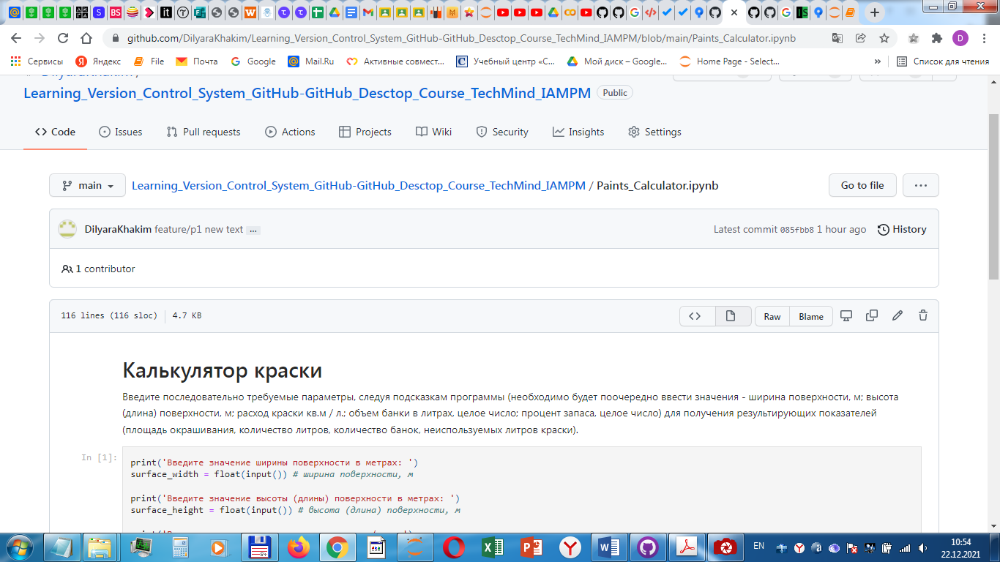 github.com/DilyaraKhakim/Learning_Version_Control_System_GitHub-GitHub_Desctop_Course_TechMind_IAMPM/blob/main/Paints_Calculator.ipynb
D
Сервисы Яндекс File Почта Google Mail.Ru Активные совмест... Учебный центр «С... Мой диск – Google... Home Page - Select... » Список для чтения
Learning_Version_Control_System_GitHub-GitHub_Desctop_Course_TechMind_IAMPM Public
Code Issues Pull requests Actions Projects Wiki Security Insights Settings
main Learning_Version_Control_System_GitHub-GitHub_Desctop_Course_TechMind_IAMPM / Paints_Calculator.ipynb Go to file ...
DilyaraKhakim feature/p1 new text ... Latest commit 085fbb8 1 hour ago History
1 contributor
116 lines (116 sloc) 4.7 KB <> Raw Blame
Калькулятор краски
Введите последовательно требуемые параметры, следуя подсказкам программы (необходимо будет поочередно ввести значения - ширина поверхности, м; высота
(длина) поверхности, м; расход краски кв.м / л.; объем банки в литрах, целое число; процент запаса, целое число) для получения результирующих показателей
(площадь окрашивания, количество литров, количество банок, неиспользуемых литров краски).
In [1]:
print('Введите значение ширины поверхности в метрах: ')
surface_width = float(input()) # ширина поверхности, м
print('Введите значение высоты (длины) поверхности в метрах: ')
surface_height = float(input()) # высота (длина) поверхности, м
EN 10:54
22.12.2021